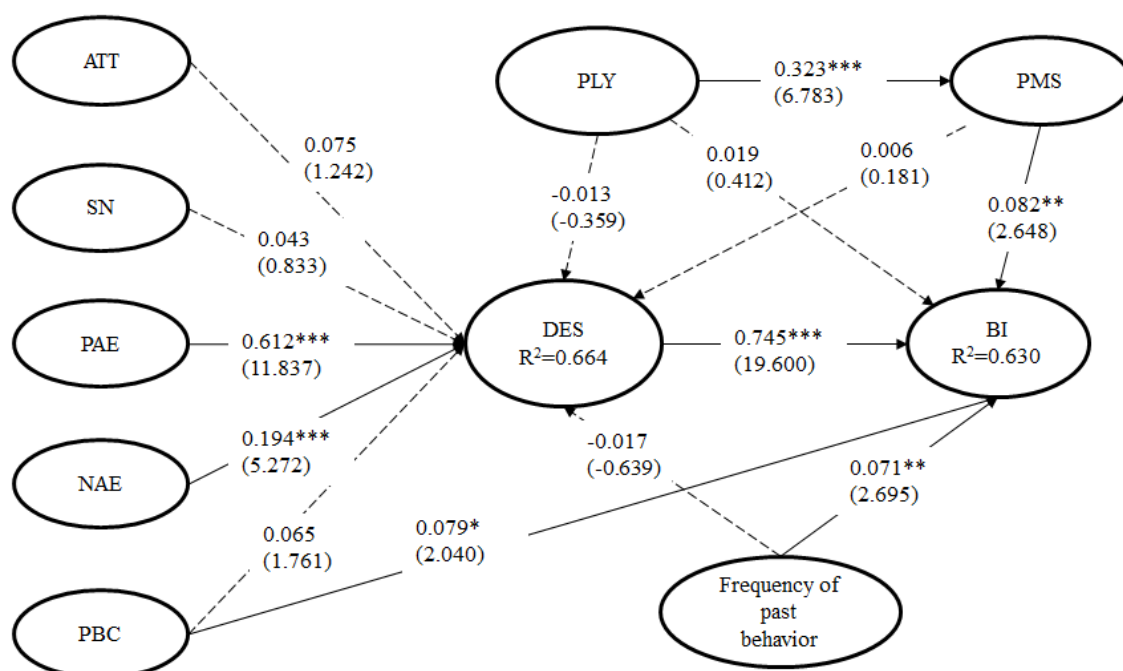 ATT
PLY
0.323***
(6.783)
PMS
0.075
(1.242)
0.019
(0.412)
0.006
(0.181)
-0.013
(-0.359)
0.082**
(2.648)
SN
0.043
(0.833)
PAE
0.612***
(11.837)
DES
R²=0.664
0.745***
(19.600)
BI
R²=0.630
NAE
0.194***
(5.272)
-0.017
(-0.639)
0.071**
(2.695)
0.065
(1.761)
0.079*
(2.040)
PBC
Frequency of
past
behavior